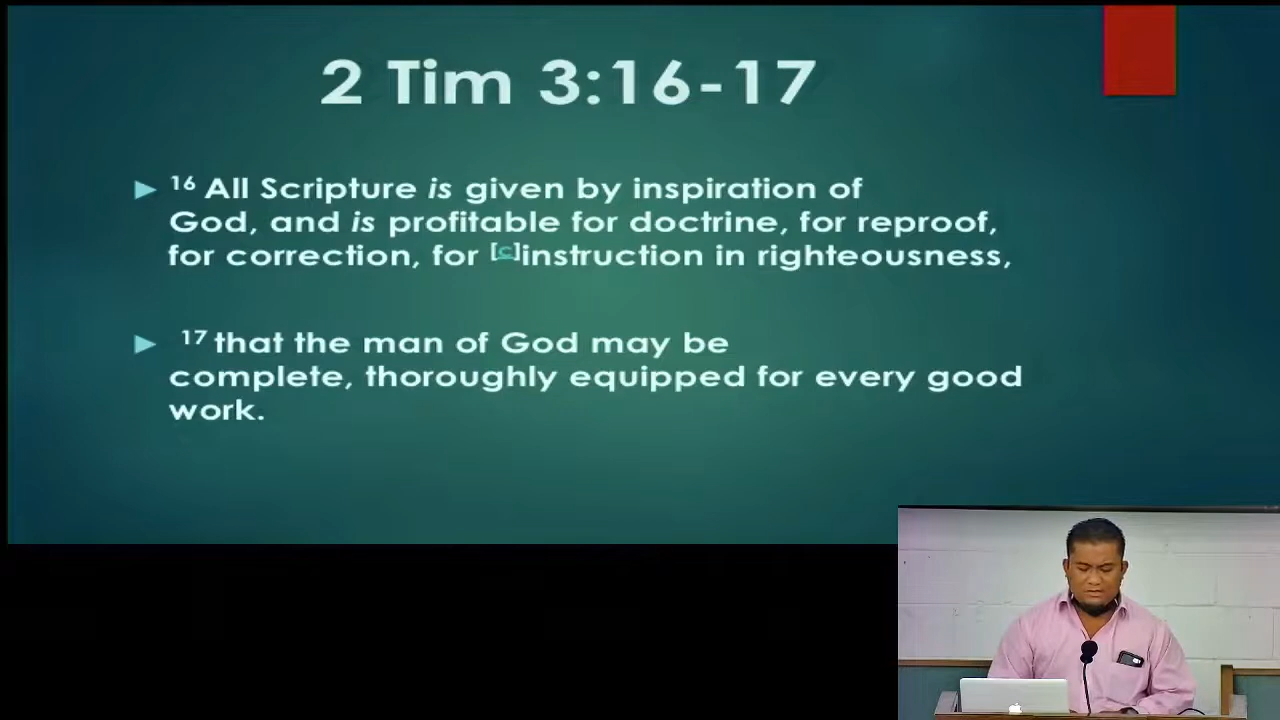 2 Tim 3:16-17
16 All Scripture is given by inspiration of
God, and is profitable for doctrine, for reproof,
for correction, for [c]instruction in righteousness,
17 that the man of God may be
complete, thoroughly equipped for every good
work.